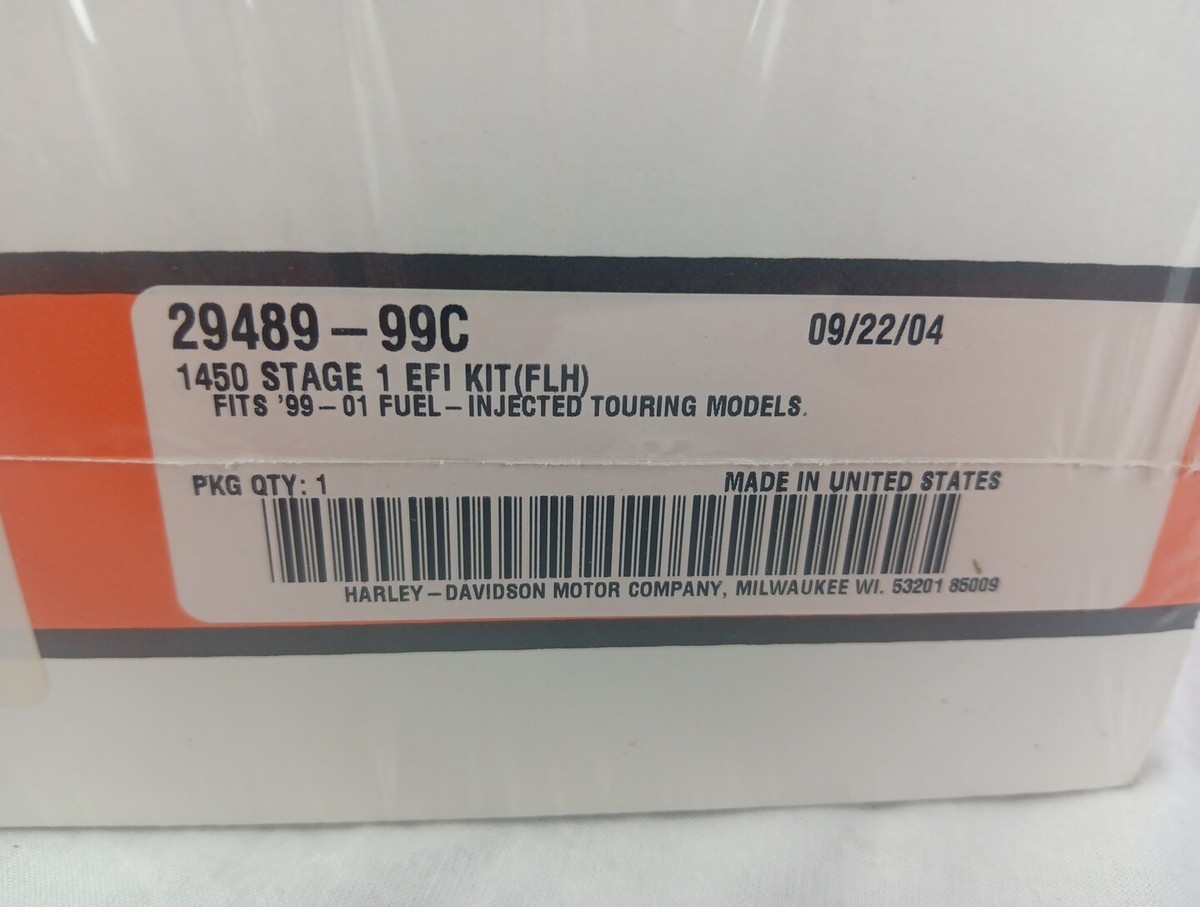 29489-99C 09/22/04
1450 STAGE 1 EFI KIT(FLH)
FITS '99-01 FUEL-INJECTED TOURING MODELS.
PKG QTY: 1 MADE IN UNITED STATES
HARLEY-DAVIDSON MOTOR COMPANY, MILWAUKEE WI. 53201 85009